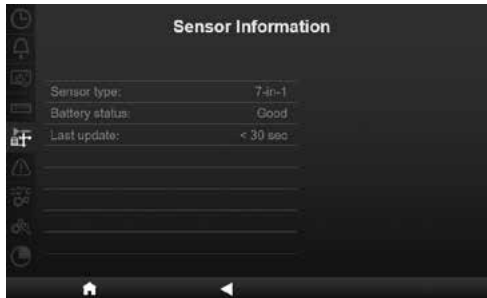 Sensor Information
Sensor type: 7-in-1
Battery status: Good
Last update: < 30 sec